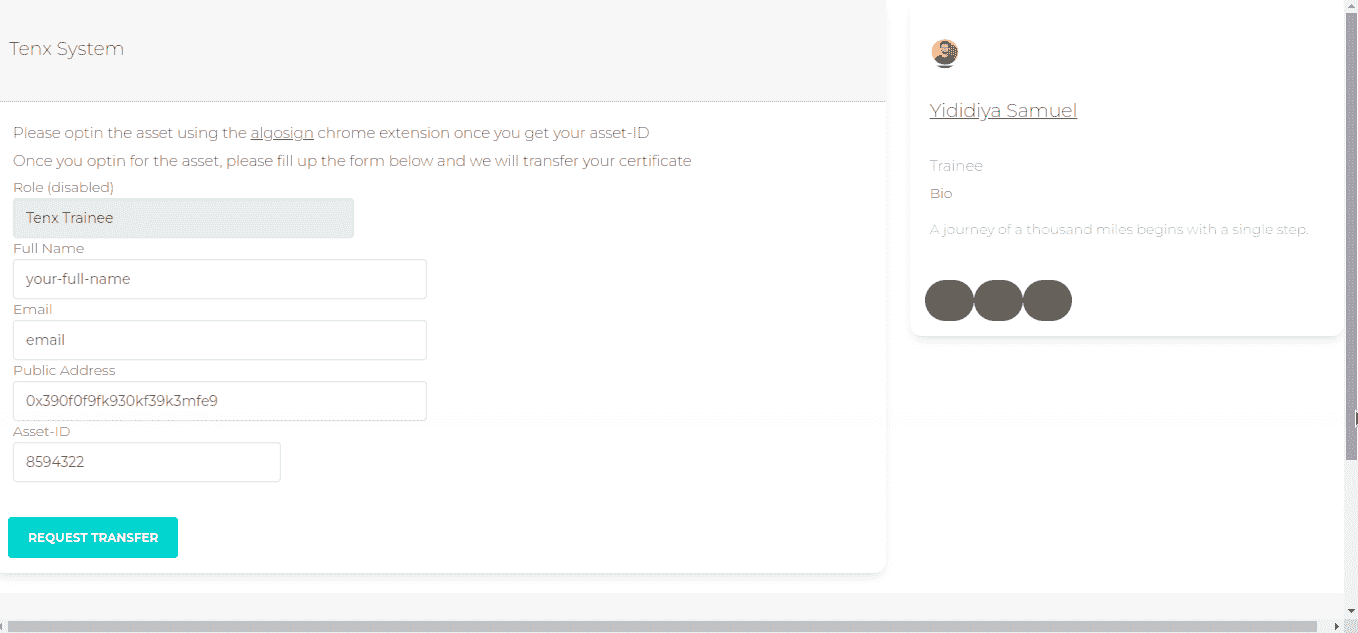 Tenx System
Please optin the asset using the algosign chrome extension once you get your asset-ID
Once you optin for the asset, please fill up the form below and we will transfer your certificate
Role (disabled)
Tenx Trainee
Full Name
your-full-name
Email
email
Public Address
0x390f0f9fk930kf39k3mfe9
Asset-ID
8594322
REQUEST TRANSFER
Yididiya Samuel
Trainee
Bio
A journey of a thousand miles begins with a single step.